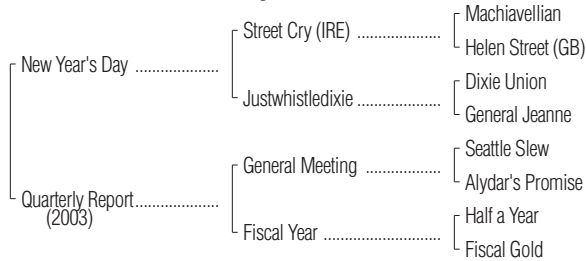 Machiavellian
Street Cry (IRE) ....................
Helen Street (GB)
New Year's Day ....................
Dixie Union
Justwhistledixie ....................
General Jeanne
Seattle Slew
General Meeting ..................
Alydar's Promise
Quarterly Report....................
(2003)
Half a Year
Fiscal Year ...........................
Fiscal Gold